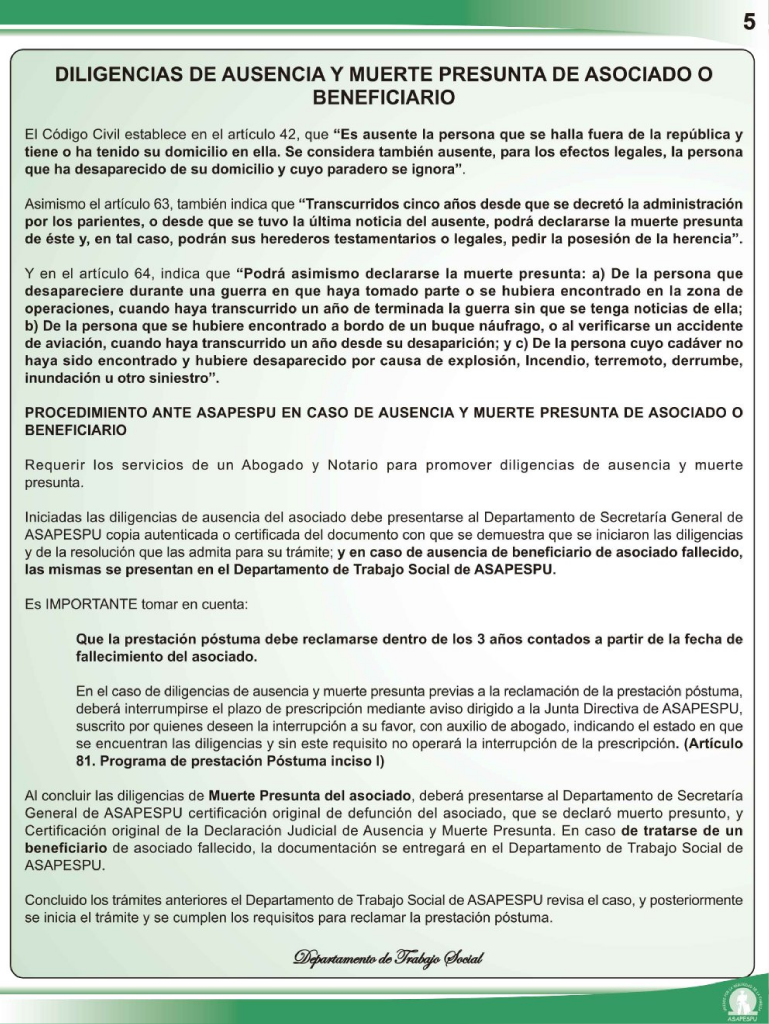 5
DILIGENCIAS DE AUSENCIA Y MUERTE PRESUNTA DE ASOCIADO O
BENEFICIARIO
El Código Civil establece en el artículo 42, que “Es ausente la persona que se halla fuera de la república y
tiene o ha tenido su domicilio en ella. Se considera también ausente, para los efectos legales, la persona
que ha desaparecido de su domicilio y cuyo paradero se ignora”.
Asimismo el artículo 63, también indica que “Transcurridos cinco años desde que se decretó la administración
por los parientes, o desde que se tuvo la última noticia del ausente, podrá declararse la muerte presunta
de éste y, en tal caso, podrán sus herederos testamentarios o legales, pedir la posesión de la herencia”.
Y en el artículo 64, indica que “Podrá asimismo declararse la muerte presunta: a) De la persona que
desapareciere durante una guerra en que haya tomado parte o se hubiera encontrado en la zona de
operaciones, cuando haya transcurrido un año de terminada la guerra sin que se tenga noticias de ella;
b) De la persona que se hubiere encontrado a bordo de un buque náufrago, o al verificarse un accidente
de aviación, cuando haya transcurrido un año desde su desaparición; y c) De la persona cuyo cadáver no
haya sido encontrado y hubiere desaparecido por causa de explosión, Incendio, terremoto, derrumbe,
inundación u otro siniestro”.
PROCEDIMIENTO ANTE ASAPESPU EN CASO DE AUSENCIA Y MUERTE PRESUNTA DE ASOCIADO O
BENEFICIARIO
Requerir los servicios de un Abogado y Notario para promover diligencias de ausencia y muerte
presunta.
Iniciadas las diligencias de ausencia del asociado debe presentarse al Departamento de Secretaría General de
ASAPESPU copia autenticada o certificada del documento con que se demuestra que se iniciaron las diligencias
y de la resolución que las admita para su trámite; y en caso de ausencia de beneficiario de asociado fallecido,
las mismas se presentan en el Departamento de Trabajo Social de ASAPESPU.
Es IMPORTANTE tomar en cuenta:
Que la prestación póstuma debe reclamarse dentro de los 3 años contados a partir de la fecha de
fallecimiento del asociado.
En el caso de diligencias de ausencia y muerte presunta previas a la reclamación de la prestación póstuma,
deberá interrumpirse el plazo de prescripción mediante aviso dirigido a la Junta Directiva de ASAPESPU,
suscrito por quienes deseen la interrupción a su favor, con auxilio de abogado, indicando el estado en que
se encuentran las diligencias y sin este requisito no operará la interrupción de la prescripción. (Artículo
81. Programa de prestación Póstuma inciso l)
Al concluir las diligencias de Muerte Presunta del asociado, deberá presentarse al Departamento de Secretaría
General de ASAPESPU certificación original de defunción del asociado, que se declaró muerto presunto, y
Certificación original de la Declaración Judicial de Ausencia y Muerte Presunta. En caso de tratarse de un
beneficiario de asociado fallecido, la documentación se entregará en el Departamento de Trabajo Social de
ASAPESPU.
Concluido los trámites anteriores el Departamento de Trabajo Social de ASAPESPU revisa el caso, y posteriormente
se inicia el trámite y se cumplen los requisitos para reclamar la prestación póstuma.
Departamento de Trabajo Social
ASAPESPU